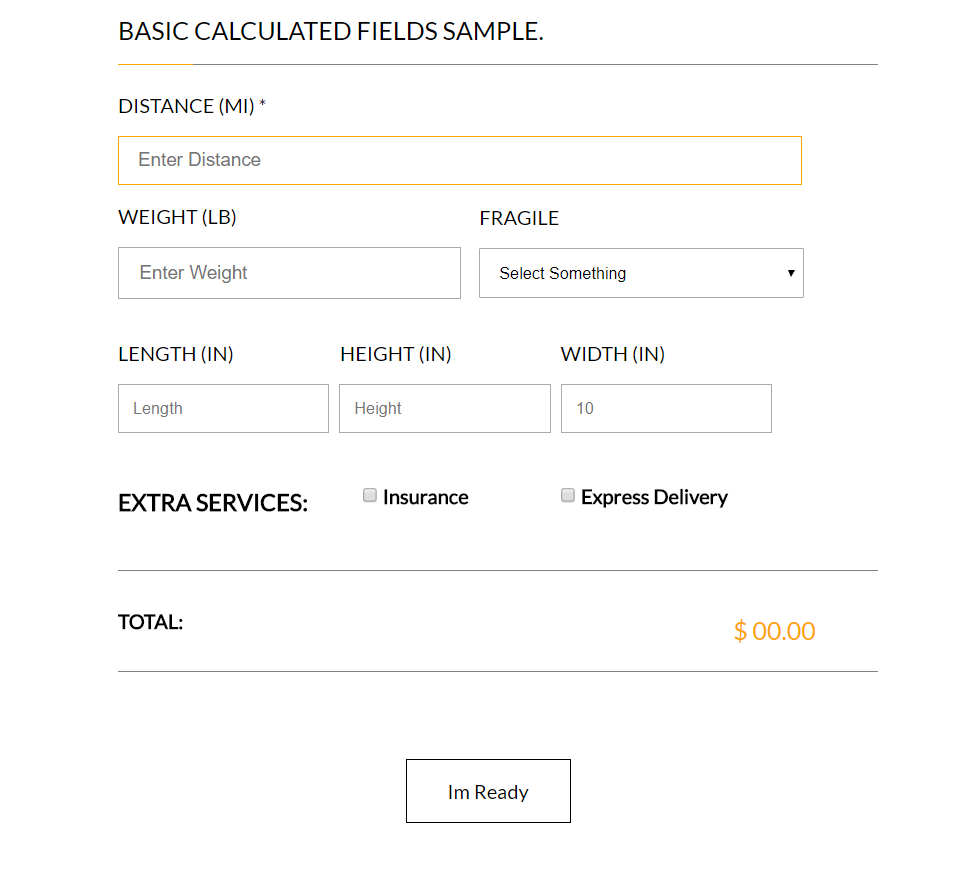 BASIC CALCULATED FIELDS SAMPLE.
DISTANCE (MI) *
Enter Distance
WEIGHT (LB) FRAGILE
Enter Weight Select Something
LENGTH (IN) HEIGHT (IN) WIDTH (IN)
Length Height 10
EXTRA SERVICES: Insurance Express Delivery
TOTAL: $ 00.00
Im Ready